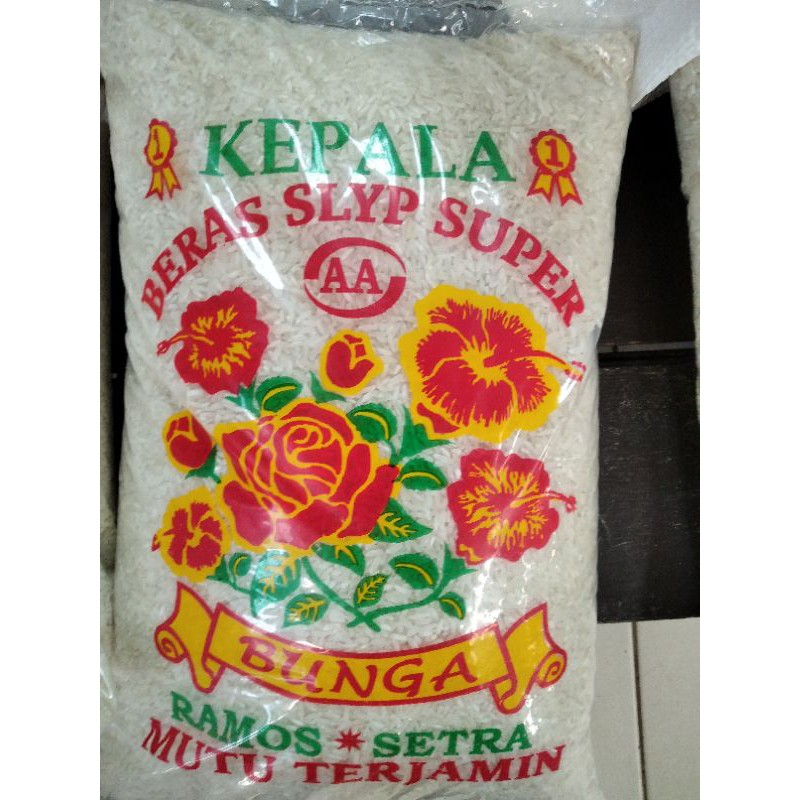 1 KEPALA 1
BERAS SLYP SUPER
AA
BUNGA
RAMOS * SETRA
MUTU TERJAMIN